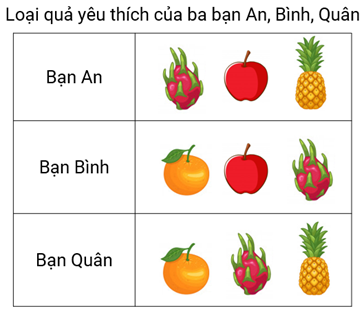 Loại quả yêu thích của ba bạn An, Bình, Quân
Bạn An
Bạn Bình
Bạn Quân